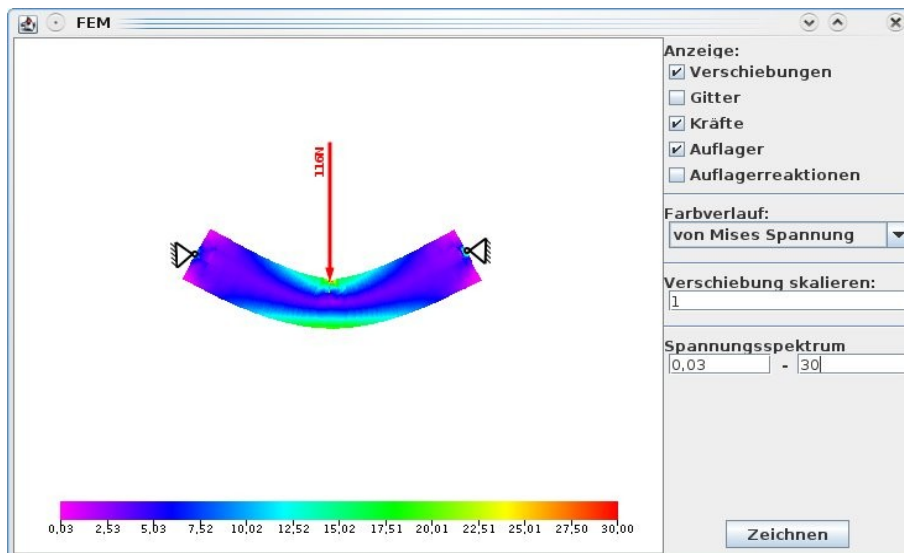 FEM
Anzeige:
Verschiebungen
Gitter
Kräfte
Auflager
Auflagerreaktionen
Farbverlauf:
von Mises Spannung
Verschiebung skalieren:
1
Spannungsspektrum
0,03 - 30
Zeichnen
116N
0,03 2,53 5,03 7,52 10,02 12,52 15,02 17,51 20,01 22,51 25,01 27,50 30,00